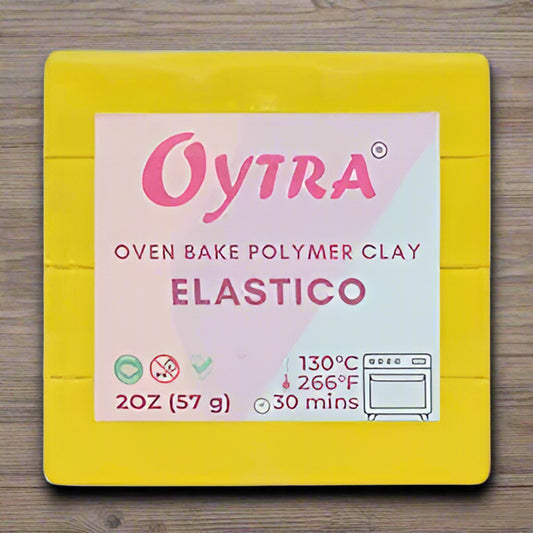 OYTRA
OVEN BAKE POLYMER CLAY
ELASTICO
130°C
266°F
2OZ (57 g) 30 mins